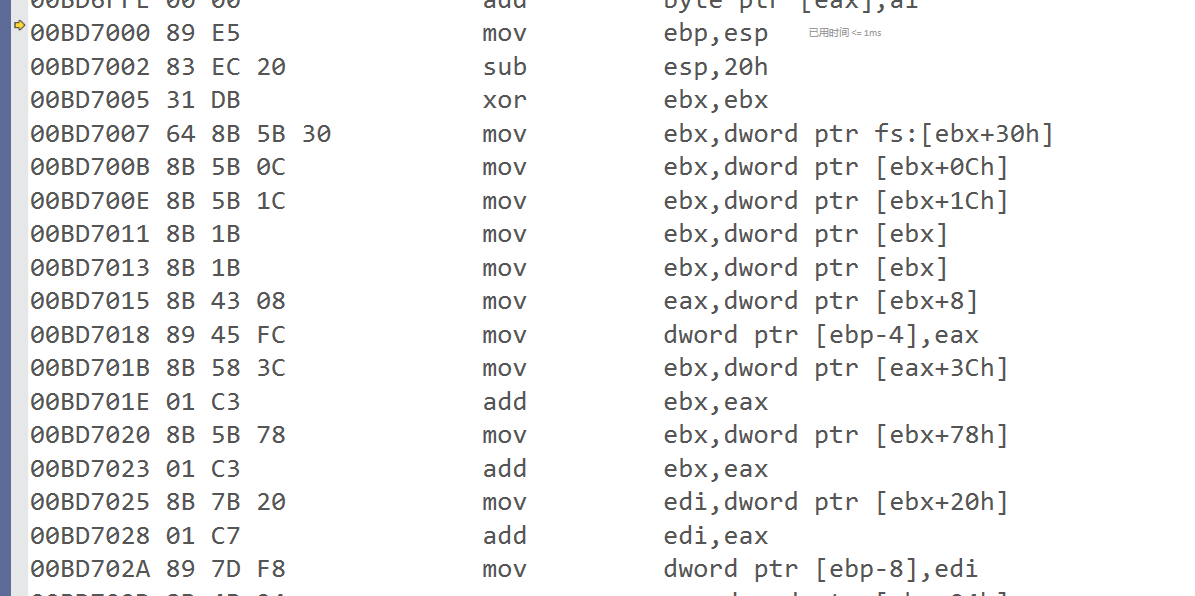 00BD6FFE 00 00 add byte ptr [eax],al
00BD7000 89 E5 mov ebp,esp 已用时间 <= 1ms
00BD7002 83 EC 20 sub esp,20h
00BD7005 31 DB xor ebx,ebx
00BD7007 64 8B 5B 30 mov ebx,dword ptr fs:[ebx+30h]
00BD700B 8B 5B 0C mov ebx,dword ptr [ebx+0Ch]
00BD700E 8B 5B 1C mov ebx,dword ptr [ebx+1Ch]
00BD7011 8B 1B mov ebx,dword ptr [ebx]
00BD7013 8B 1B mov ebx,dword ptr [ebx]
00BD7015 8B 43 08 mov eax,dword ptr [ebx+8]
00BD7018 89 45 FC mov dword ptr [ebp-4],eax
00BD701B 8B 58 3C mov ebx,dword ptr [eax+3Ch]
00BD701E 01 C3 add ebx,eax
00BD7020 8B 5B 78 mov ebx,dword ptr [ebx+78h]
00BD7023 01 C3 add ebx,eax
00BD7025 8B 7B 20 mov edi,dword ptr [ebx+20h]
00BD7028 01 C7 add edi,eax
00BD702A 89 7D F8 mov dword ptr [ebp-8],edi